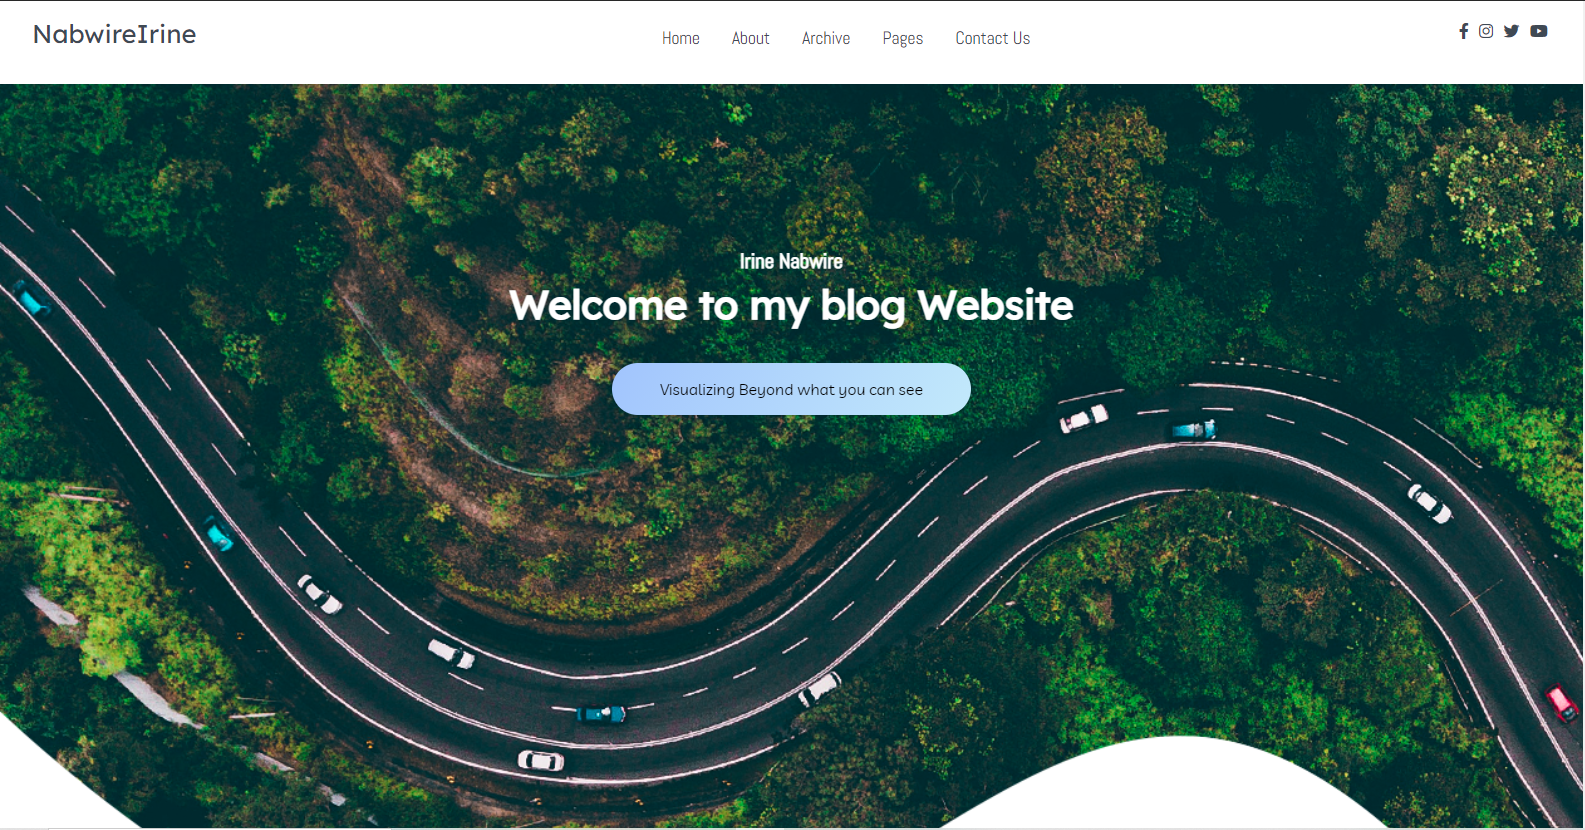 NabwireIrine
Home About Archive Pages Contact Us
Irine Nabwire
Welcome to my blog Website
Visualizing Beyond what you can see